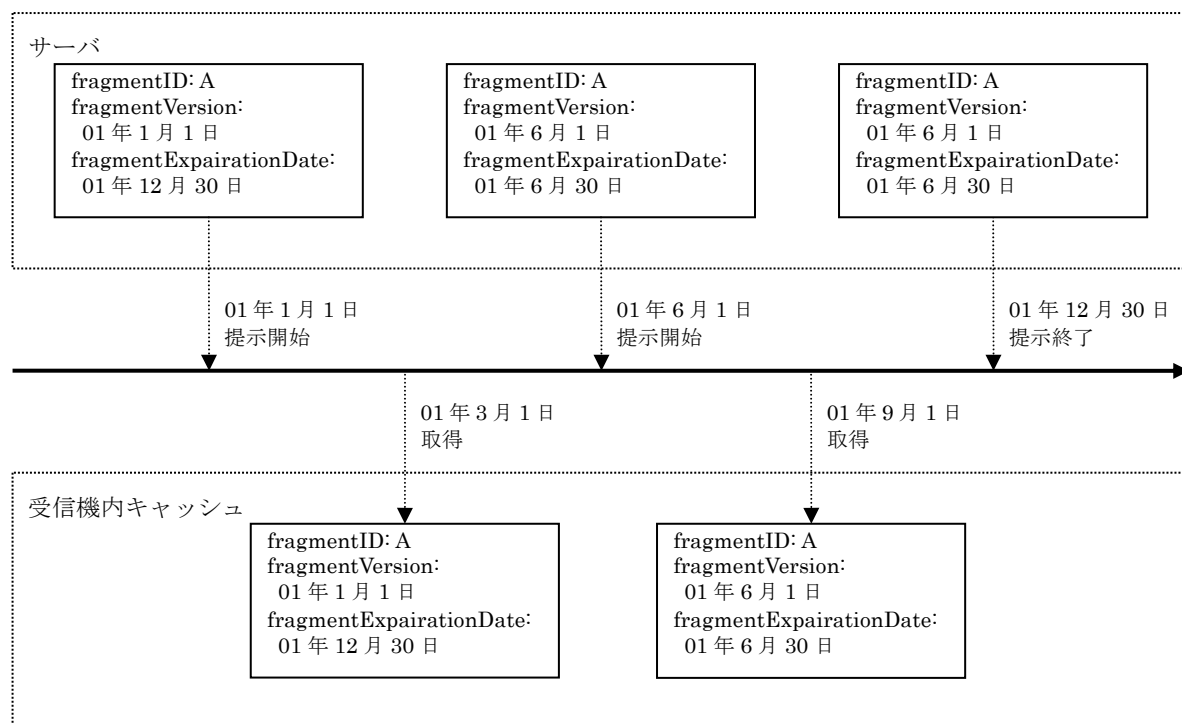 サーバ
fragmentID: A
fragmentVersion:
01 年 1 月 1 日
fragmentExpairationDate:
01 年 12 月 30 日
fragmentID: A
fragmentVersion:
01 年 6 月 1 日
fragmentExpairationDate:
01 年 6 月 30 日
fragmentID: A
fragmentVersion:
01 年 6 月 1 日
fragmentExpairationDate:
01 年 6 月 30 日
01 年 1 月 1 日
提示開始
01 年 6 月 1 日
提示開始
01 年 12 月 30 日
提示終了
01 年 3 月 1 日
取得
01 年 9 月 1 日
取得
受信機内キャッシュ
fragmentID: A
fragmentVersion:
01 年 1 月 1 日
fragmentExpairationDate:
01 年 12 月 30 日
fragmentID: A
fragmentVersion:
01 年 6 月 1 日
fragmentExpairationDate:
01 年 6 月 30 日